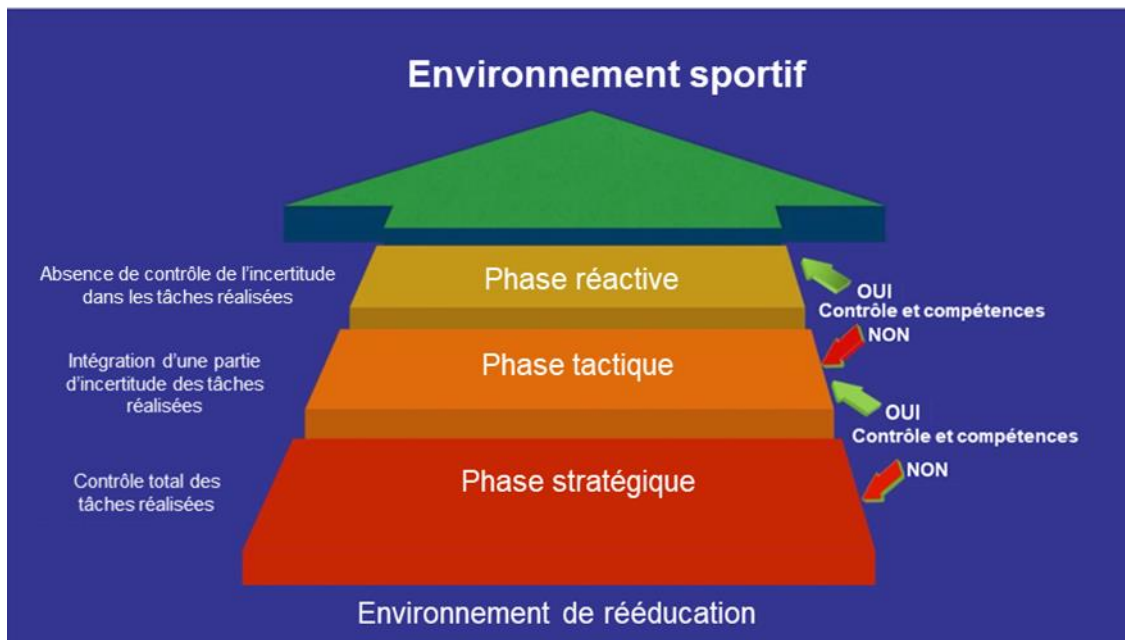 Environnement sportif
Absence de contrôle de l'incertitude
dans les tâches réalisées
Phase réactive
OUI
Contrôle et compétences
NON
Intégration d'une partie
d'incertitude des tâches
réalisées
Phase tactique
OUI
Contrôle et compétences
NON
Contrôle total des
tâches réalisées
Phase stratégique
Environnement de rééducation